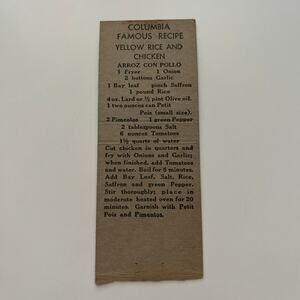 COLUMBIA
FAMOUS RECIPE
YELLOW RICE AND
CHICKEN
ARROZ CON POLLO
1 Fryer 1 Onion
2 buttons Garlic
1 Bay leaf pinch Saffron
1 pound Rice
4 oz. Lard or ½ pint Olive oil.
1 two ounces can Petit
Pois (small size).
2 Pimentos 1 green Pepper
2 tablespoons Salt
6 ounces Tomatoes
1½ quarts of water
Cut chicken in quarters and
fry with Onions and Garlic;
when finished, add Tomatoes
and water. Boil for 5 minutes.
Add Bay Leaf, Salt, Rice,
Saffron and green Pepper.
Stir thoroughly; place in
moderate heated oven for 20
minutes. Garnish with Petit
Pois and Pimentos.